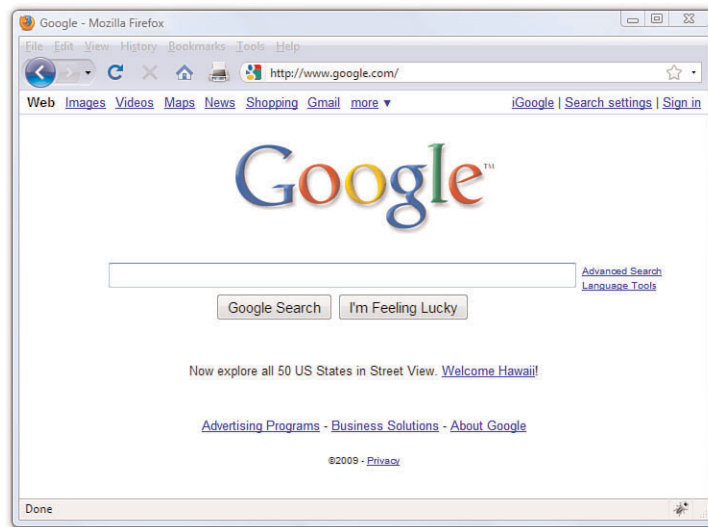 Google - Mozilla Firefox
File Edit View History Bookmarks Tools Help
http://www.google.com/
Web Images Videos Maps News Shopping Gmail more ▼ iGoogle | Search settings | Sign in
Google™
Advanced Search
Language Tools
Google Search I'm Feeling Lucky
Now explore all 50 US States in Street View. Welcome Hawaii!
Advertising Programs - Business Solutions - About Google
©2009 - Privacy
Done